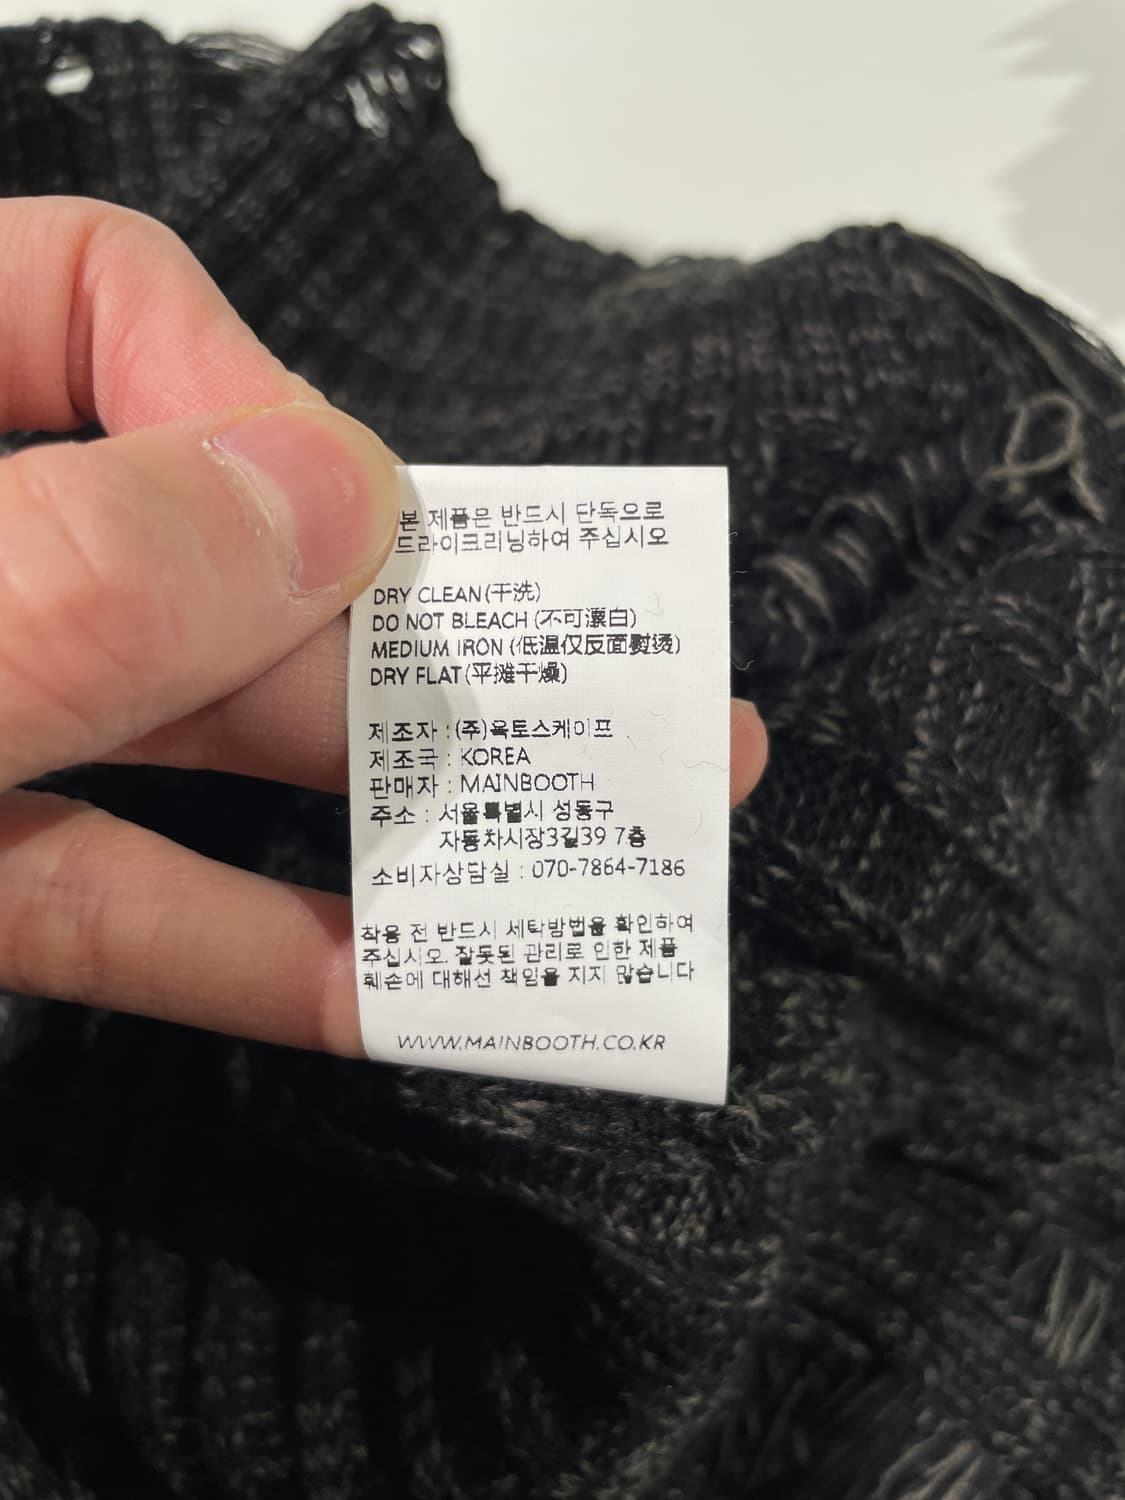 본 제품은 반드시 단독으로
드라이크리닝하여 주십시오
DRY CLEAN(干洗)
DO NOT BLEACH (不可漂白)
MEDIUM IRON (低温仅反面熨烫)
DRY FLAT(平摊干燥)
제조자 : (주)육토스케이프
제조국 : KOREA
판매자 : MAINBOOTH
주소 : 서울특별시 성동구
자동차시장3길39 7층
소비자상담실 : 070-7864-7186
착용 전 반드시 세탁방법을 확인하여
주십시오. 잘못된 관리로 인한 제품
훼손에 대해선 책임을 지지 않습니다
WWW.MAINBOOTH.CO.KR